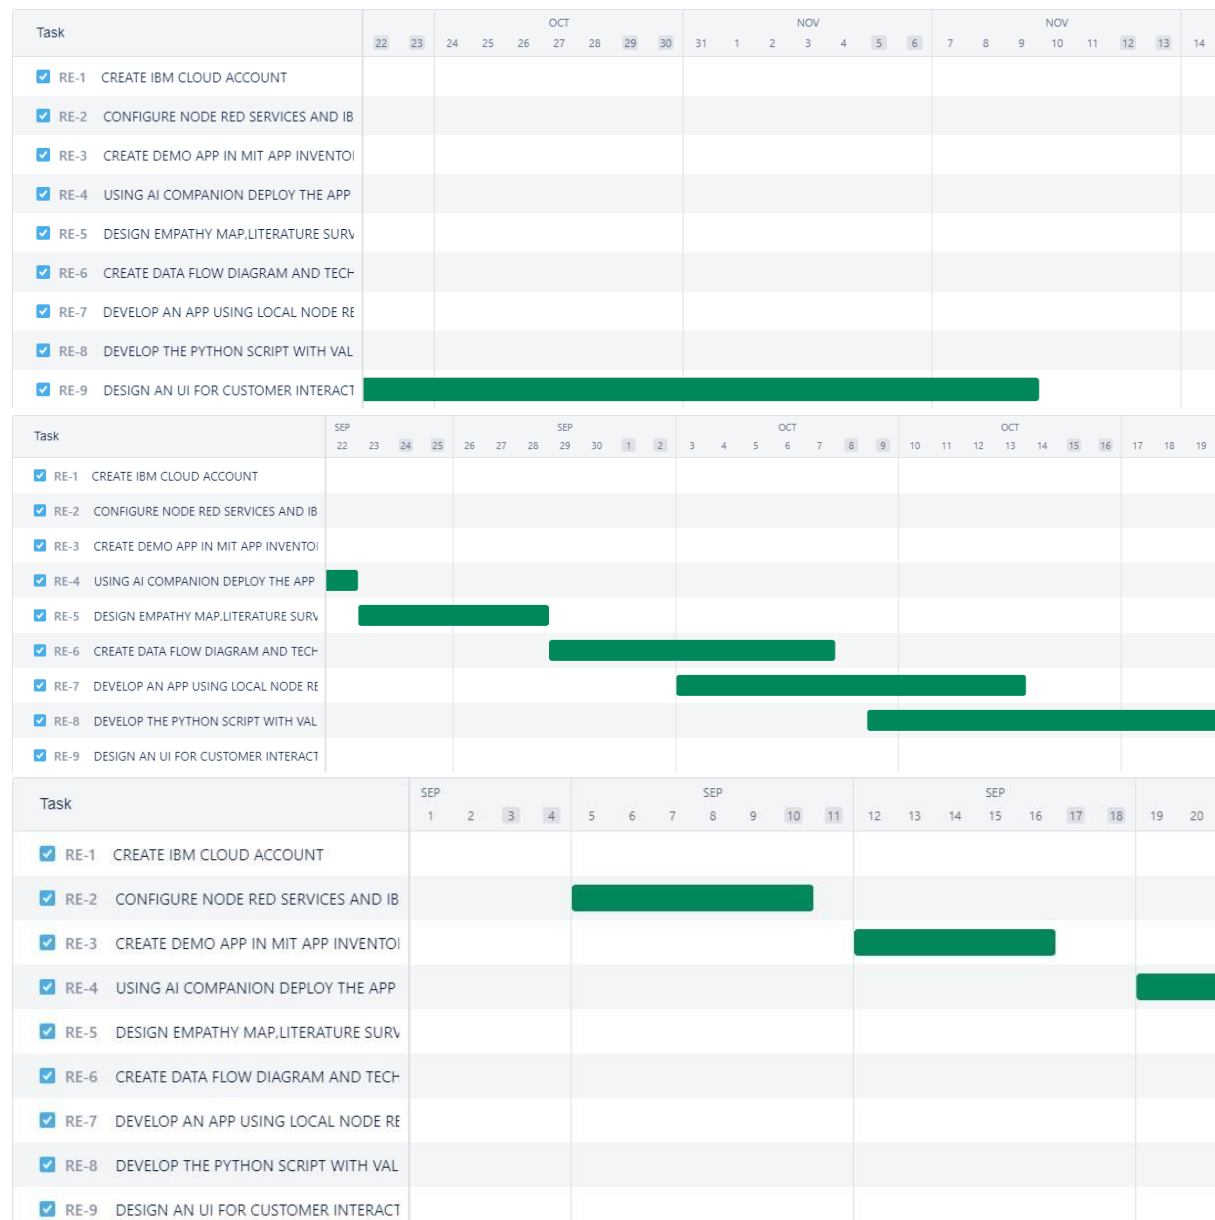 Task
OCT NOV NOV
22 23 24 25 26 27 28 29 30 31 1 2 3 4 5 6 7 8 9 10 11 12 13 14
RE-1 CREATE IBM CLOUD ACCOUNT
RE-2 CONFIGURE NODE RED SERVICES AND IB
RE-3 CREATE DEMO APP IN MIT APP INVENTO
RE-4 USING AI COMPANION DEPLOY THE APP
RE-5 DESIGN EMPATHY MAP,LITERATURE SURV
RE-6 CREATE DATA FLOW DIAGRAM AND TECH
RE-7 DEVELOP AN APP USING LOCAL NODE RE
RE-8 DEVELOP THE PYTHON SCRIPT WITH VAL
RE-9 DESIGN AN UI FOR CUSTOMER INTERACT
Task
SEP SEP OCT OCT
22 23 24 25 26 27 28 29 30 1 2 3 4 5 6 7 8 9 10 11 12 13 14 15 16 17 18 19
RE-1 CREATE IBM CLOUD ACCOUNT
RE-2 CONFIGURE NODE RED SERVICES AND IB
RE-3 CREATE DEMO APP IN MIT APP INVENTO
RE-4 USING AI COMPANION DEPLOY THE APP
RE-5 DESIGN EMPATHY MAP,LITERATURE SURV
RE-6 CREATE DATA FLOW DIAGRAM AND TECH
RE-7 DEVELOP AN APP USING LOCAL NODE RE
RE-8 DEVELOP THE PYTHON SCRIPT WITH VAL
RE-9 DESIGN AN UI FOR CUSTOMER INTERACT
Task
SEP SEP SEP
1 2 3 4 5 6 7 8 9 10 11 12 13 14 15 16 17 18 19 20
RE-1 CREATE IBM CLOUD ACCOUNT
RE-2 CONFIGURE NODE RED SERVICES AND IB
RE-3 CREATE DEMO APP IN MIT APP INVENTO
RE-4 USING AI COMPANION DEPLOY THE APP
RE-5 DESIGN EMPATHY MAP,LITERATURE SURV
RE-6 CREATE DATA FLOW DIAGRAM AND TECH
RE-7 DEVELOP AN APP USING LOCAL NODE RE
RE-8 DEVELOP THE PYTHON SCRIPT WITH VAL
RE-9 DESIGN AN UI FOR CUSTOMER INTERACT